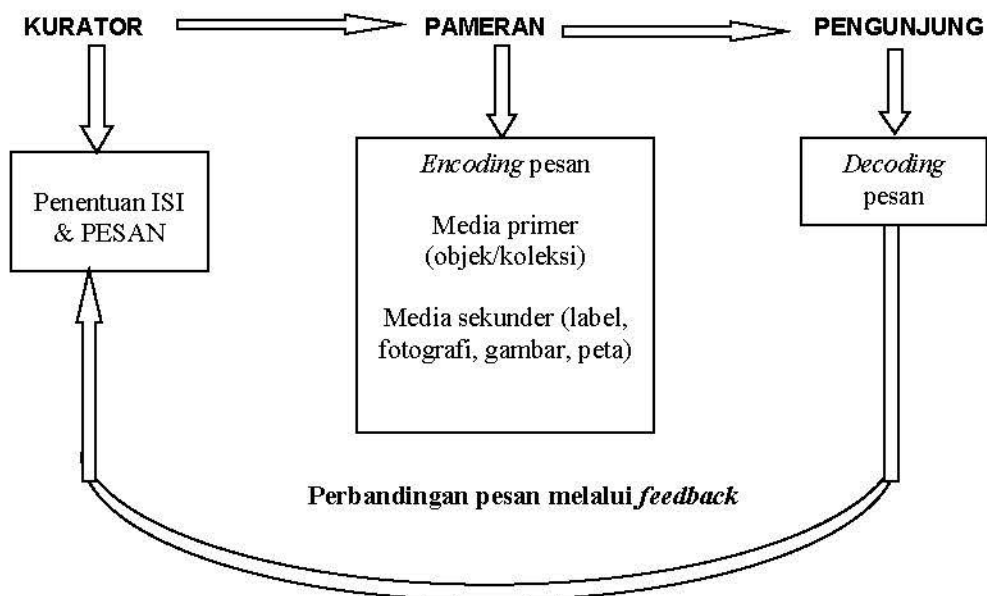 KURATOR
PAMERAN
PENGUNJUNG
Penentuan ISI
& PESAN
Encoding pesan
Media primer
(objek/koleksi)
Media sekunder (label,
fotografi, gambar, peta)
Decoding
pesan
Perbandingan pesan melalui feedback